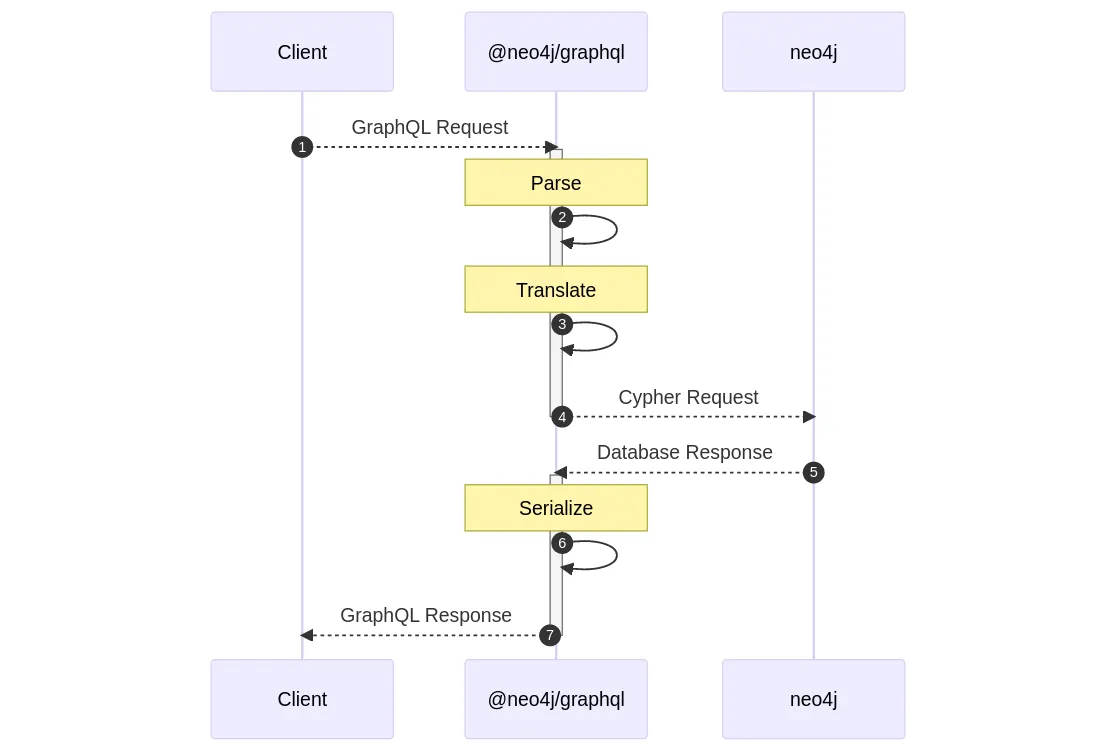 Client
@neo4j/graphql
neo4j
GraphQL Request
1
Parse
2
Translate
3
Cypher Request
4
Database Response
5
Serialize
6
GraphQL Response
7
Client
@neo4j/graphql
neo4j